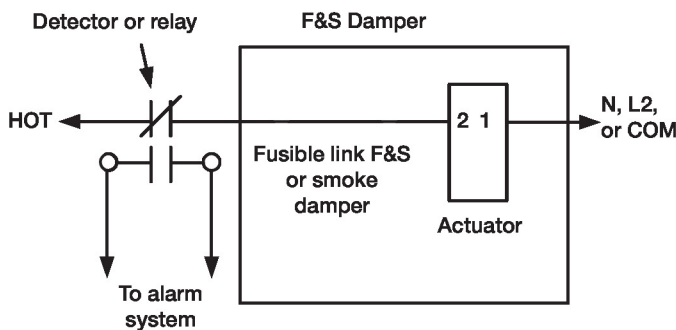 Detector or relay
F&S Damper
HOT
2 1
N, L2,
or COM
Fusible link F&S
or smoke
damper
Actuator
To alarm
system